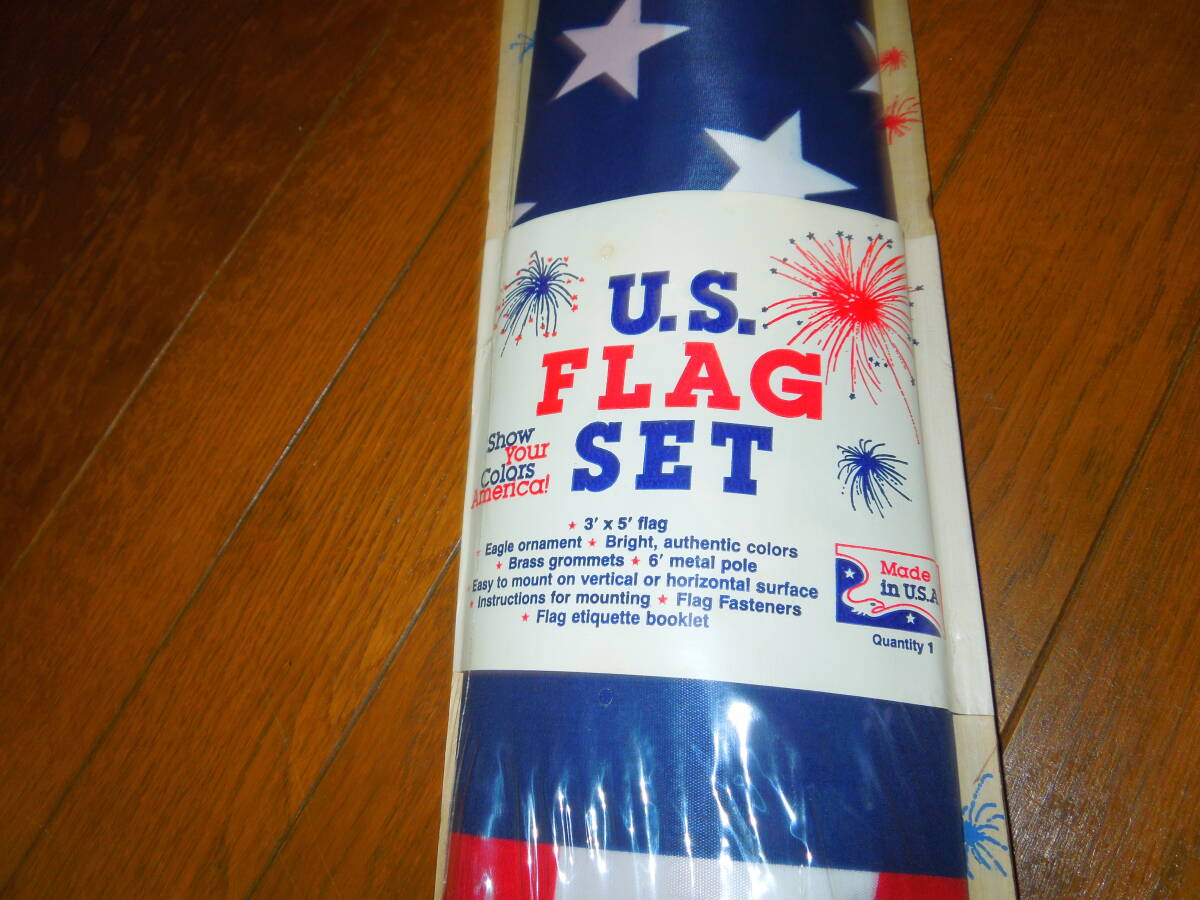 U.S.
FLAG
SET
Show
Your
Colors
America!
★ 3' x 5' flag
★ Eagle ornament ★ Bright, authentic colors
★ Brass grommets ★ 6' metal pole
Easy to mount on vertical or horizontal surface
★ Instructions for mounting ★ Flag Fasteners
★ Flag etiquette booklet
Made
in U.S.A
Quantity 1